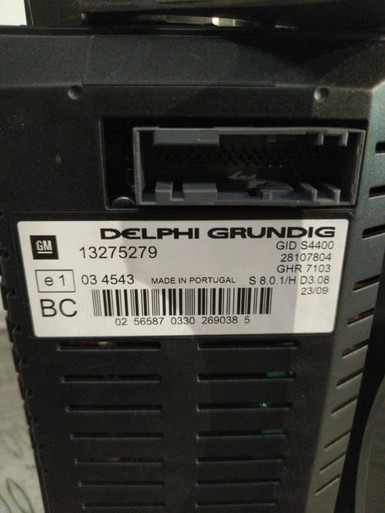 DELPHI GRUNDIG
GM 13275279 GID S4400
28107804
GHR 7103
e1 03 4543 MADE IN PORTUGAL S 8.0.1/H D3.08
23/09
BC
02 56587 0330 269038 5